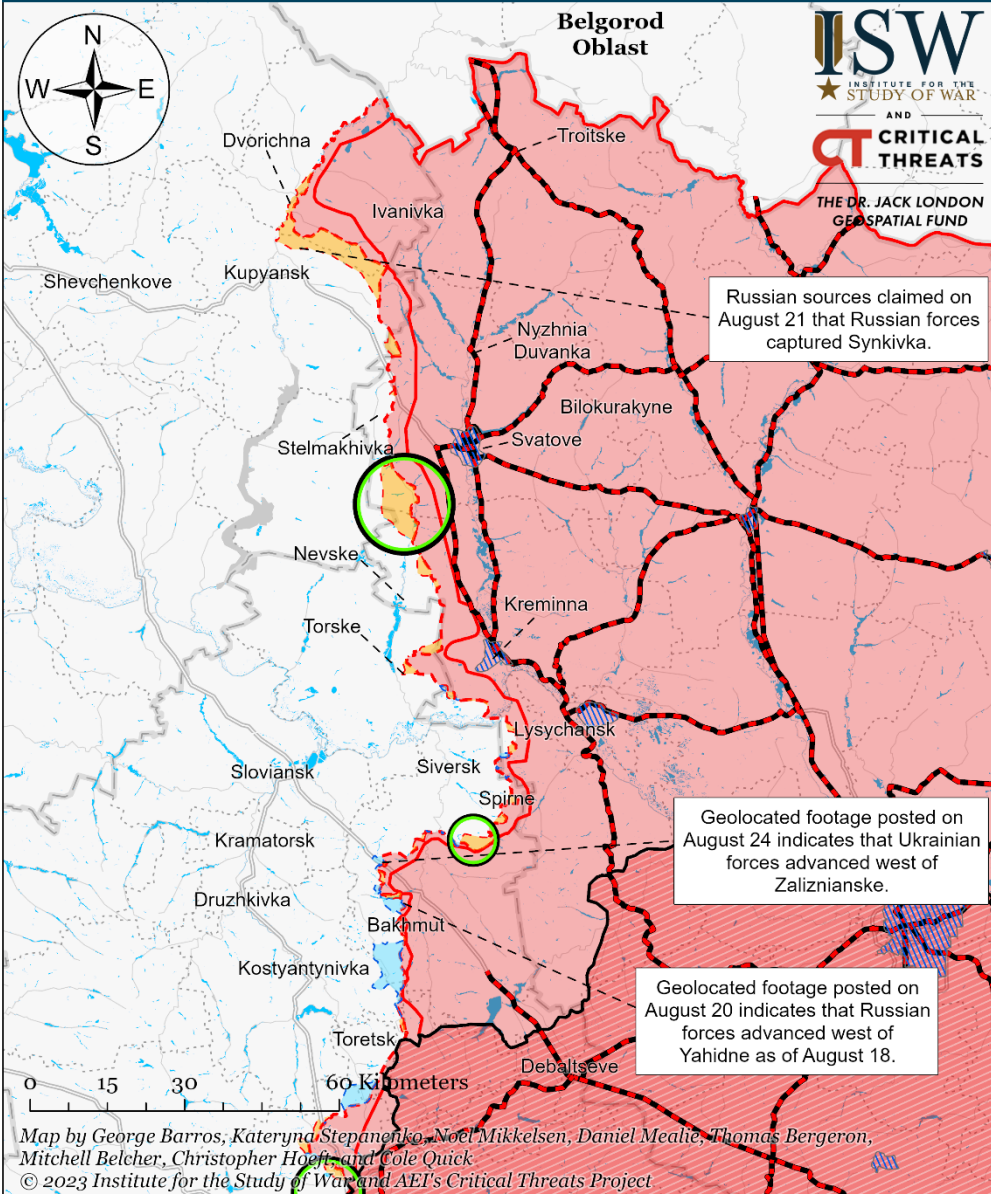 Belgorod
Oblast
N
W
E
S
ISW
INSTITUTE FOR THE
STUDY OF WAR
AND
CT CRITICAL
THREATS
THE DR. JACK LONDON
GEOSPATIAL FUND
Dvorichna
Troitske
Ivanivka
Shevchenkove
Kupyansk
Russian sources claimed on
August 21 that Russian forces
captured Synkivka.
Nyzhnia
Duvanka
Bilokurakyne
Stelmakhivka
Svatove
Nevske
Kreminna
Torske
Lysychansk
Sloviansk
Siversk
Spirne
Kramatorsk
Geolocated footage posted on
August 24 indicates that Ukrainian
forces advanced west of
Zaliznianske.
Druzhkivka
Bakhmut
Kostyantynivka
Geolocated footage posted on
August 20 indicates that Russian
forces advanced west of
Yahidne as of August 18.
Toretsk
Debaltseve
0 15 30 60 Kilometers
Map by George Barros, Kateryna Stepanenko, Noel Mikkelsen, Daniel Mealie, Thomas Bergeron,
Mitchell Belcher, Christopher Hoeft, and Cole Quick
© 2023 Institute for the Study of War and AEI's Critical Threats Project